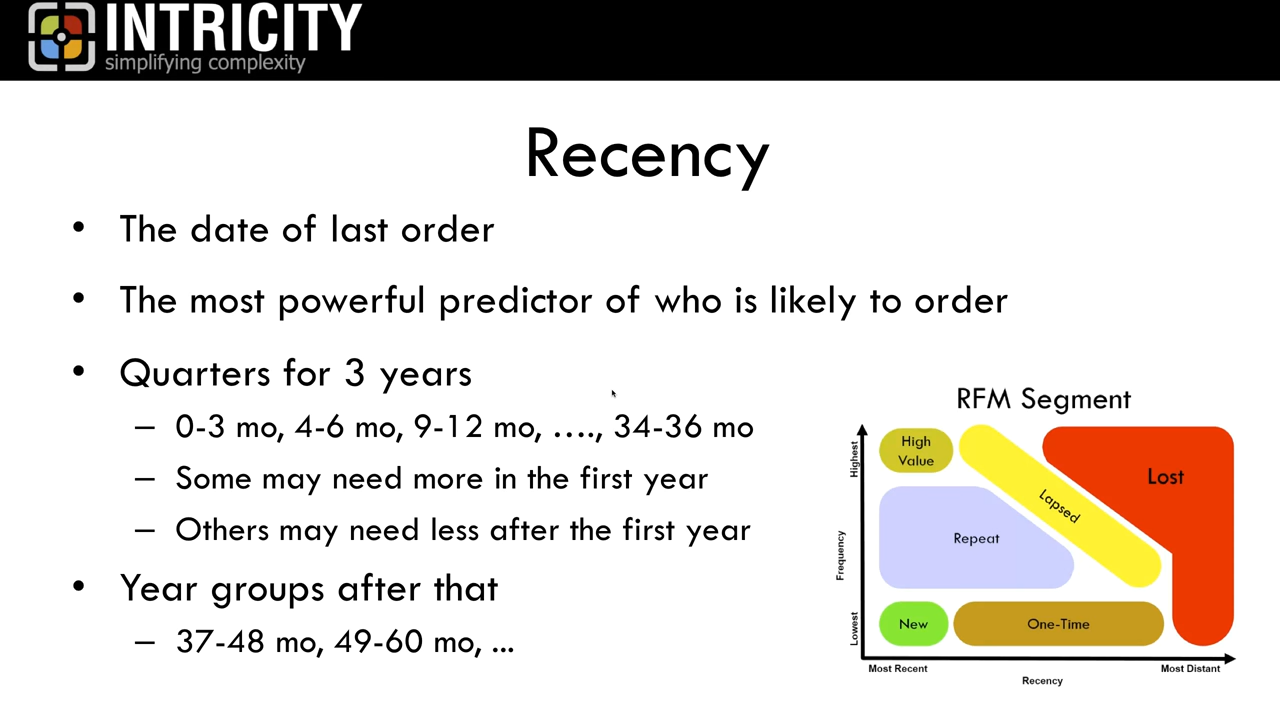 INTRICITY
simplifying complexity
Recency
• The date of last order
• The most powerful predictor of who is likely to order
• Quarters for 3 years
– 0-3 mo, 4-6 mo, 9-12 mo, …., 34-36 mo
– Some may need more in the first year
– Others may need less after the first year
• Year groups after that
– 37-48 mo, 49-60 mo, ...
RFM Segment
Highest
Frequency
Lowest
High
Value
Lapsed
Lost
Repeat
New
One-Time
Most Recent
Most Distant
Recency